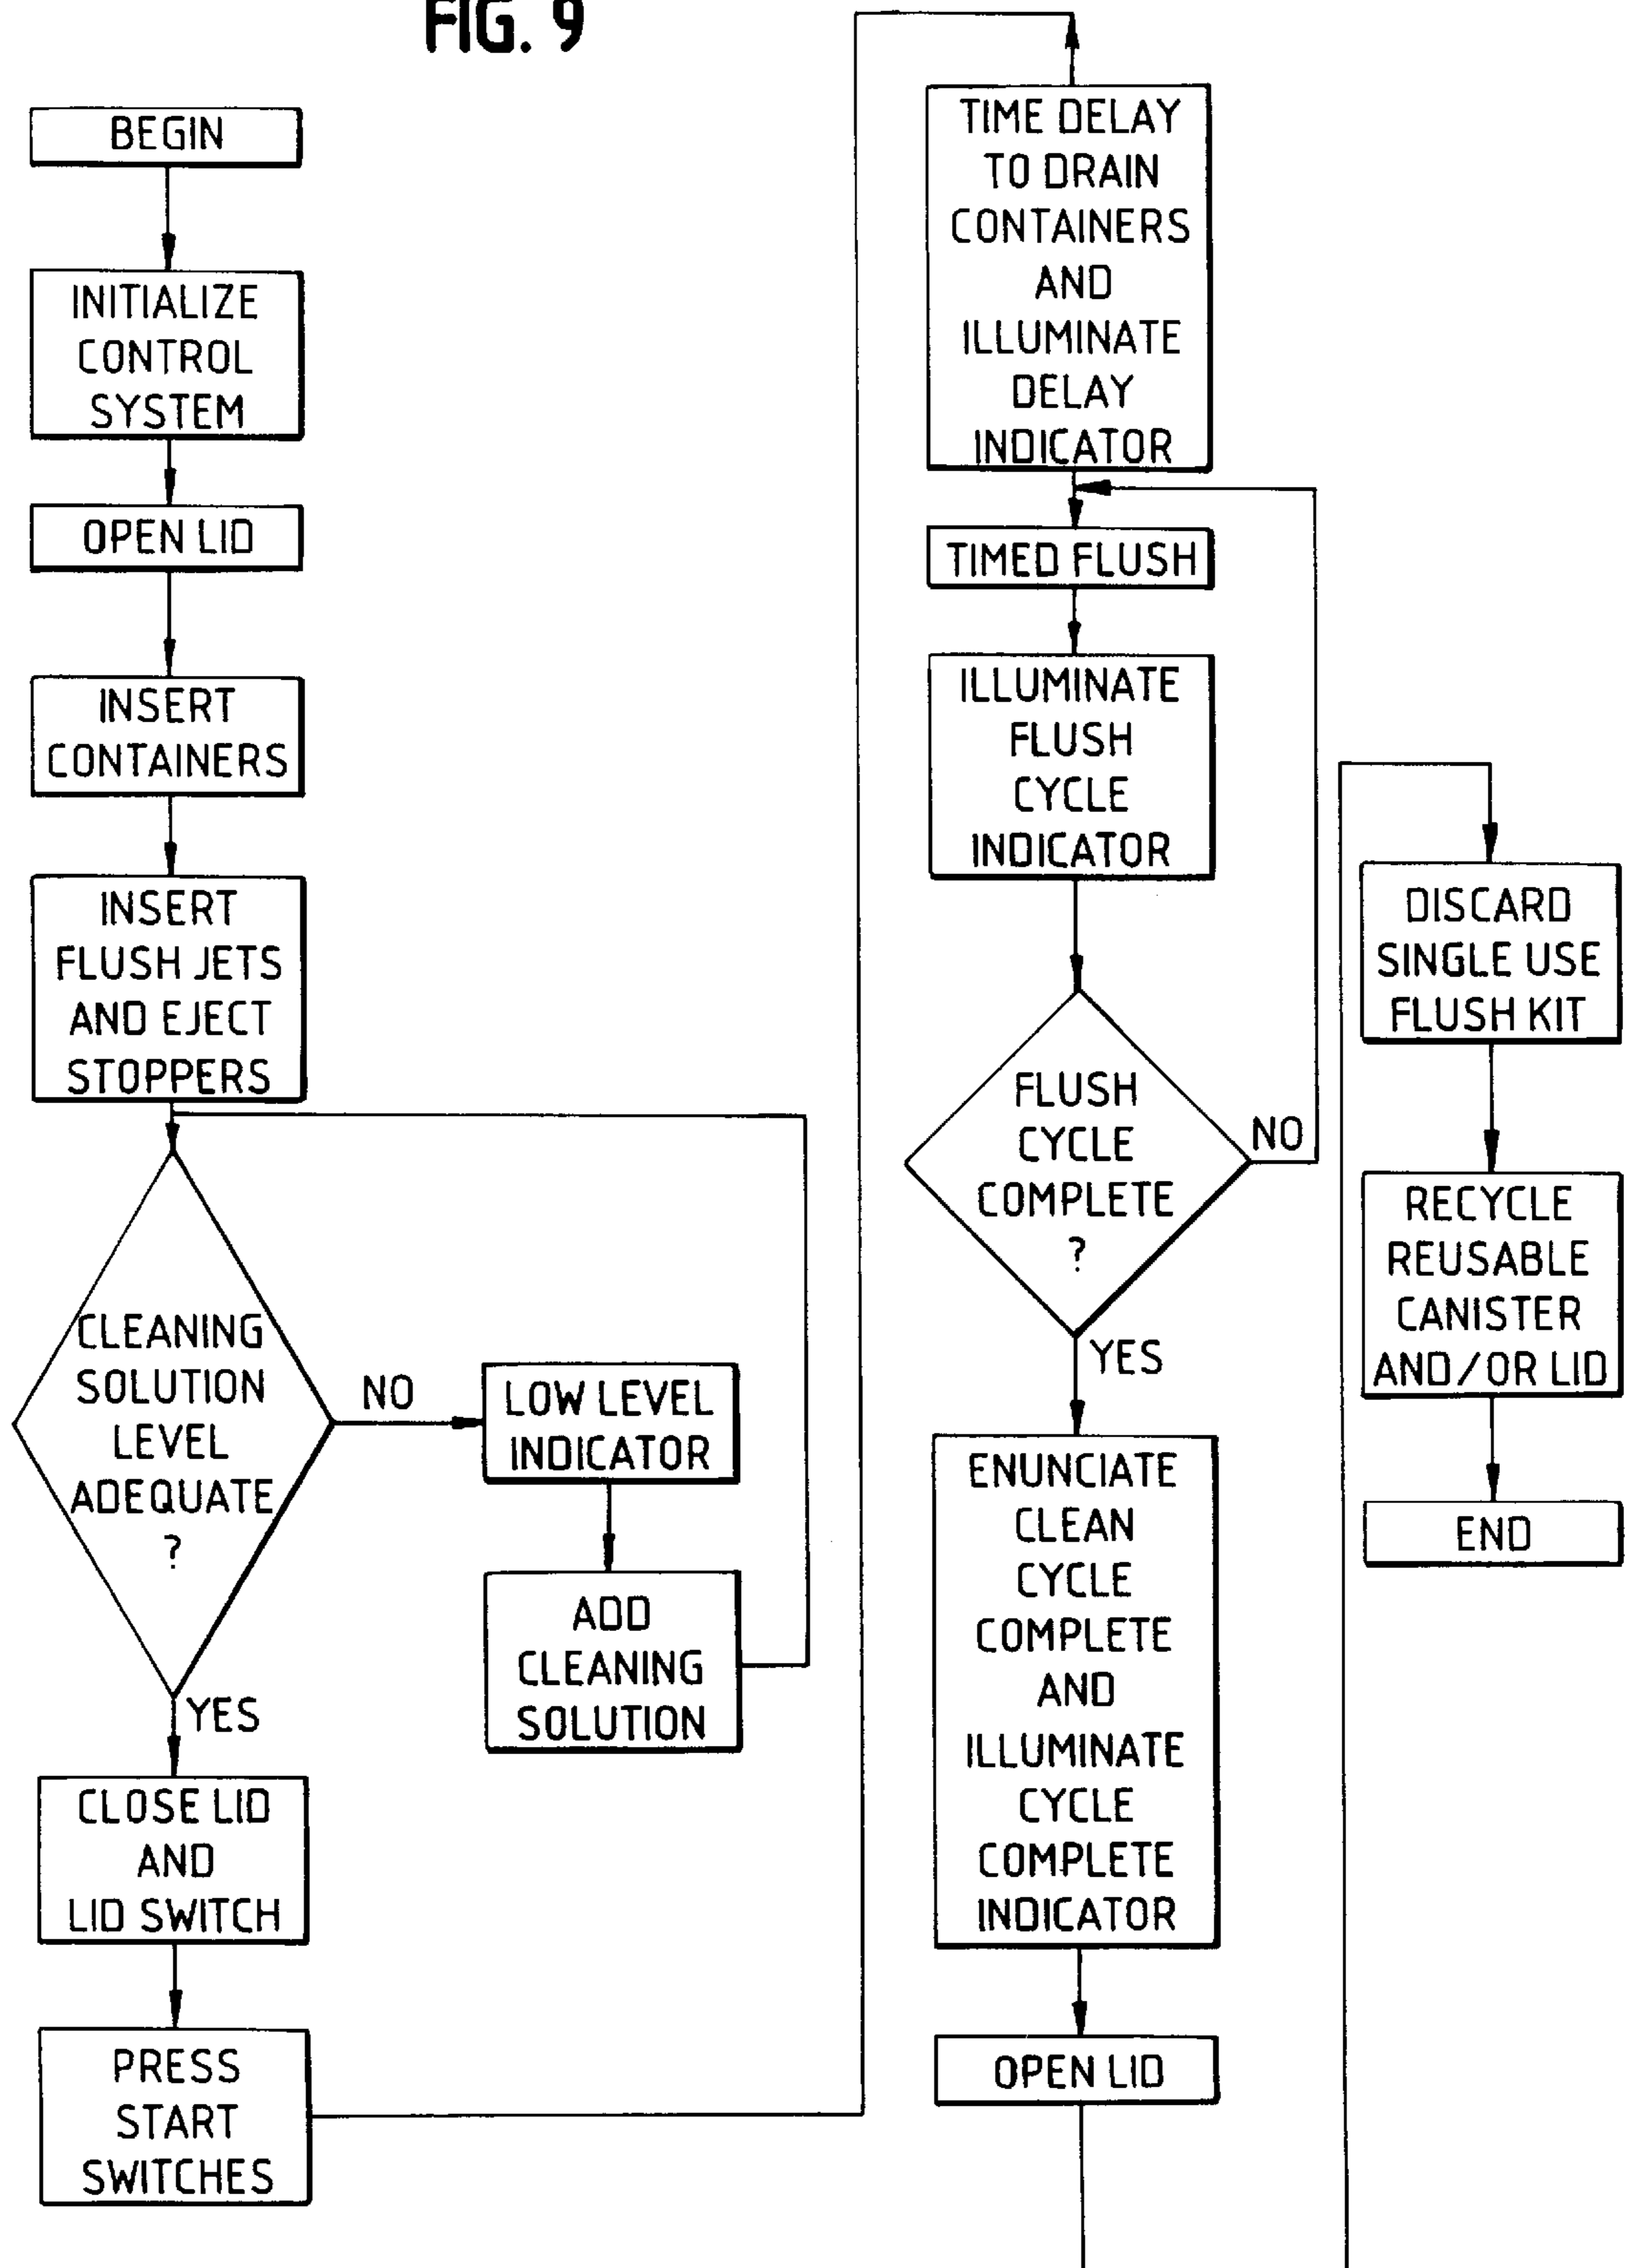 FIG. 9
BEGIN
INITIALIZE
CONTROL
SYSTEM
OPEN LID
INSERT
CONTAINERS
INSERT
FLUSH JETS
AND EJECT
STOPPERS
CLEANING
SOLUTION
LEVEL
ADEQUATE
?
NO
LOW LEVEL
INDICATOR
ADD
CLEANING
SOLUTION
YES
CLOSE LID
AND
LID SWITCH
PRESS
START
SWITCHES
TIME DELAY
TO DRAIN
CONTAINERS
AND
ILLUMINATE
DELAY
INDICATOR
TIMED FLUSH
ILLUMINATE
FLUSH
CYCLE
INDICATOR
FLUSH
CYCLE
COMPLETE
?
NO
YES
ENUNCIATE
CLEAN
CYCLE
COMPLETE
AND
ILLUMINATE
CYCLE
COMPLETE
INDICATOR
OPEN LID
DISCARD
SINGLE USE
FLUSH KIT
RECYCLE
REUSABLE
CANISTER
AND/OR LID
END